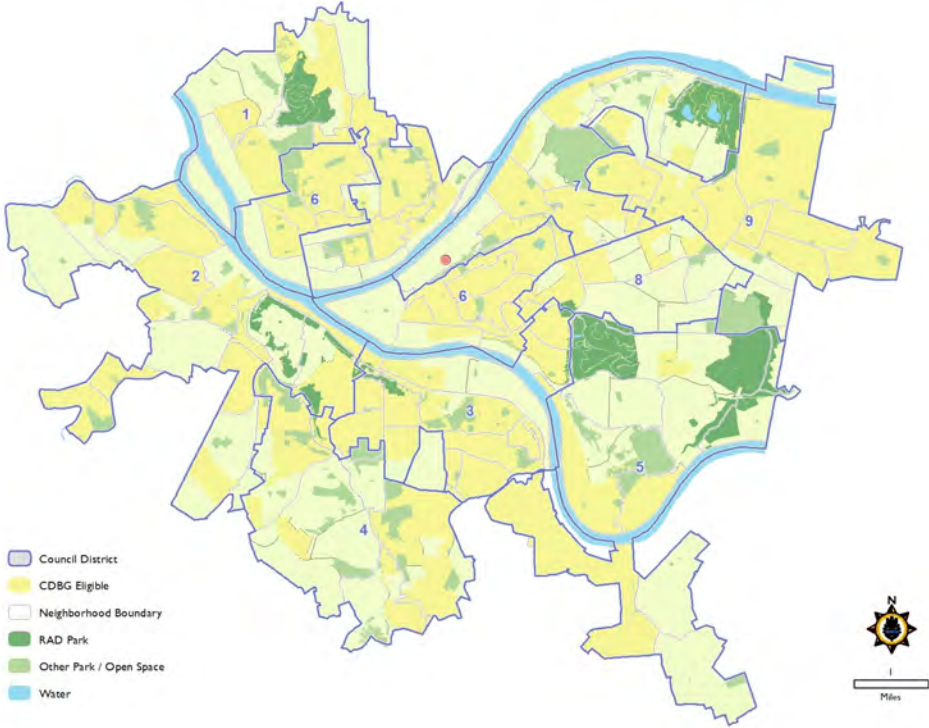 1
6
7
9
2
6
8
3
5
4
Council District
CDBG Eligible
Neighborhood Boundary
RAD Park
Other Park / Open Space
Water
N
1
Miles